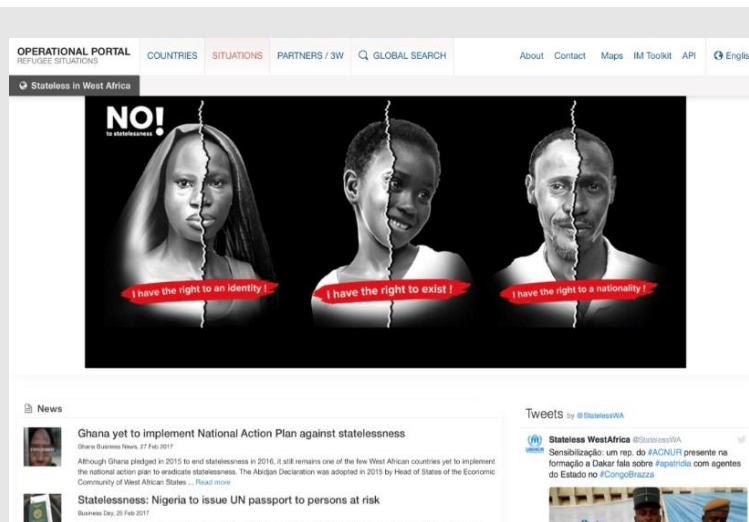 OPERATIONAL PORTAL
REFUGEE SITUATIONS
COUNTRIES SITUATIONS PARTNERS / 3W GLOBAL SEARCH About Contact Maps IM Toolkit API Englis
Stateless in West Africa
NO!
to statelessness
I have the right to an identity !
I have the right to exist !
I have the right to a nationality !
News
Ghana yet to implement National Action Plan against statelessness
Ghana Business News, 27 Feb 2017
Although Ghana pledged in 2015 to end statelessness in 2016, it still remains one of the few West African countries yet to implement
the national action plan to eradicate statelessness. The Abidjan Declaration was adopted in 2015 by Head of States of the Economic
Community of West African States ... Read more
Statelessness: Nigeria to issue UN passport to persons at risk
Business Day, 25 Feb 2017
Tweets by @StatelessWA
Stateless WestAfrica @StatelessWA
Sensibilização: um rep. do #ACNUR presente na
formação a Dakar fala sobre #apatridia com agentes
do Estado no #CongoBrazza